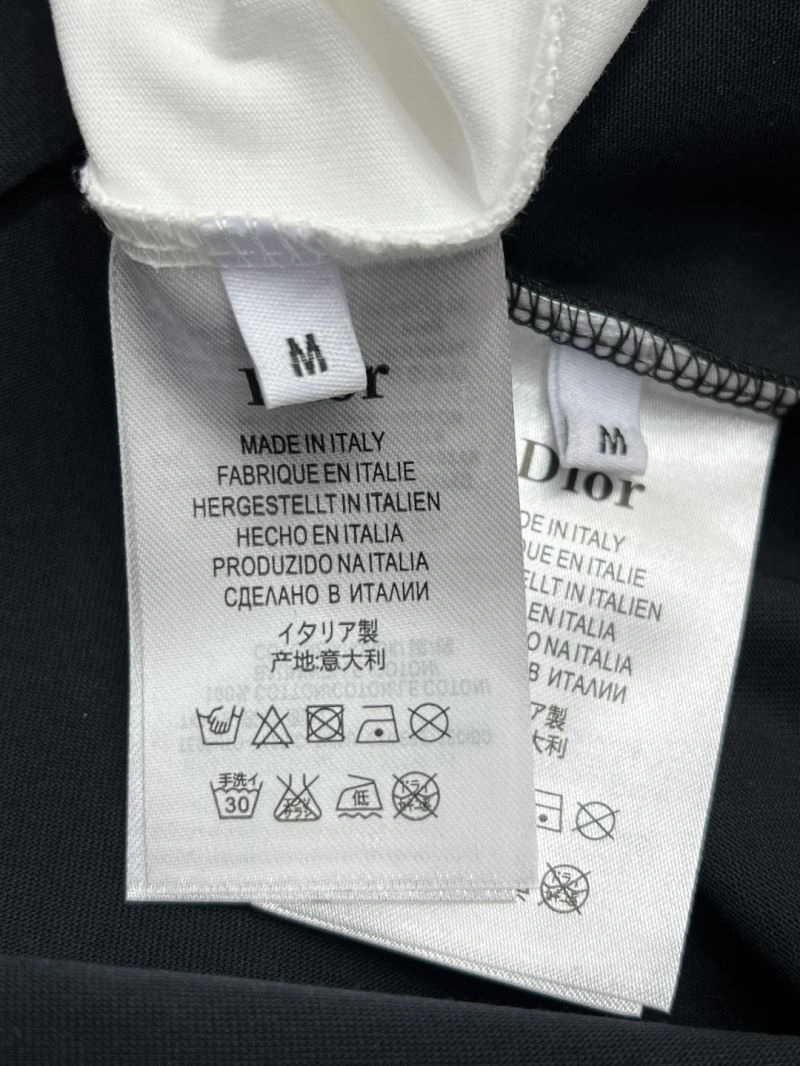 M
Dior
MADE IN ITALY
FABRIQUE EN ITALIE
HERGESTELLT IN ITALIEN
HECHO EN ITALIA
PRODUZIDO NA ITALIA
СДЕЛАНО В ИТАЛИИ
イタリア製
产地:意大利
手洗イ
30
低
M
Dior
DE IN ITALY
QUE EN ITALIE
ELLT IN ITALIEN
EN ITALIA
O NA ITALIA
В ИТАЛИИ
ア製
大利